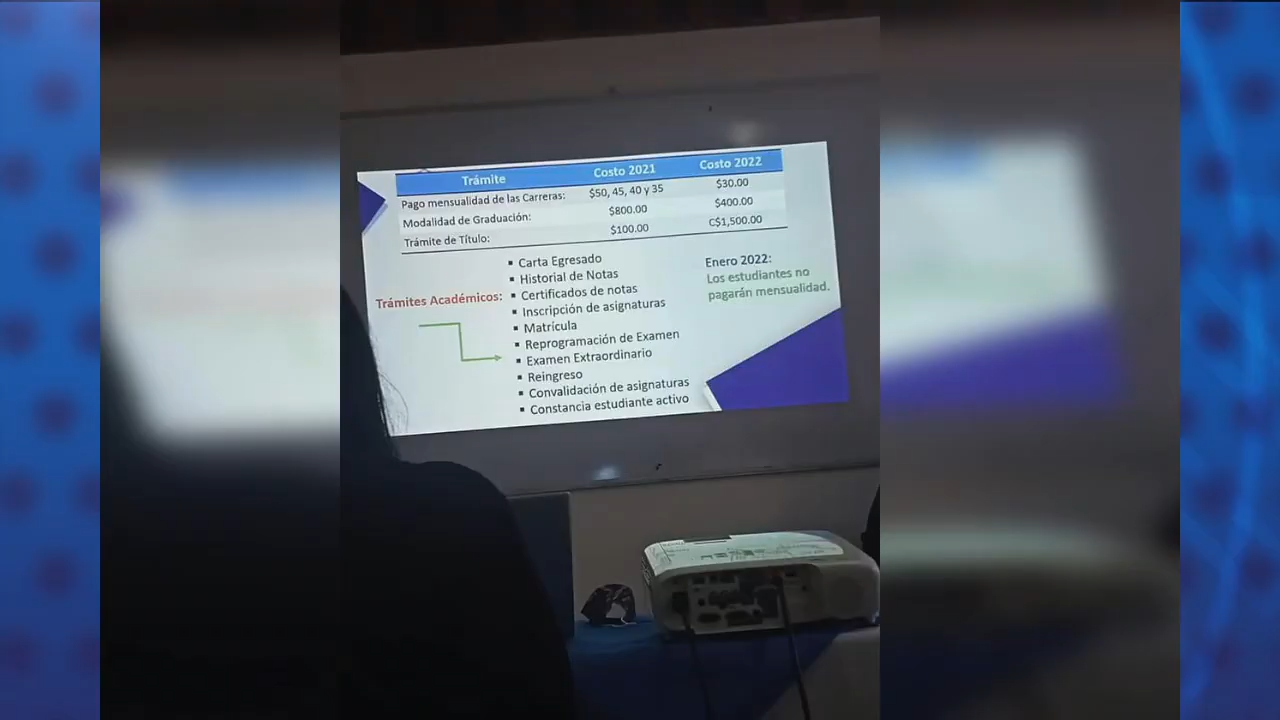 Trámite Costo 2021 Costo 2022
Pago mensualidad de las Carreras: $50, 45, 40 y 35 $30.00
Modalidad de Graduación: $800.00 $400.00
Trámite de Título: $100.00 C$1,500.00
Trámites Académicos:
▪ Carta Egresado
▪ Historial de Notas
▪ Certificados de notas
▪ Inscripción de asignaturas
▪ Matrícula
▪ Reprogramación de Examen
▪ Examen Extraordinario
▪ Reingreso
▪ Convalidación de asignaturas
▪ Constancia estudiante activo
Enero 2022:
Los estudiantes no
pagarán mensualidad.